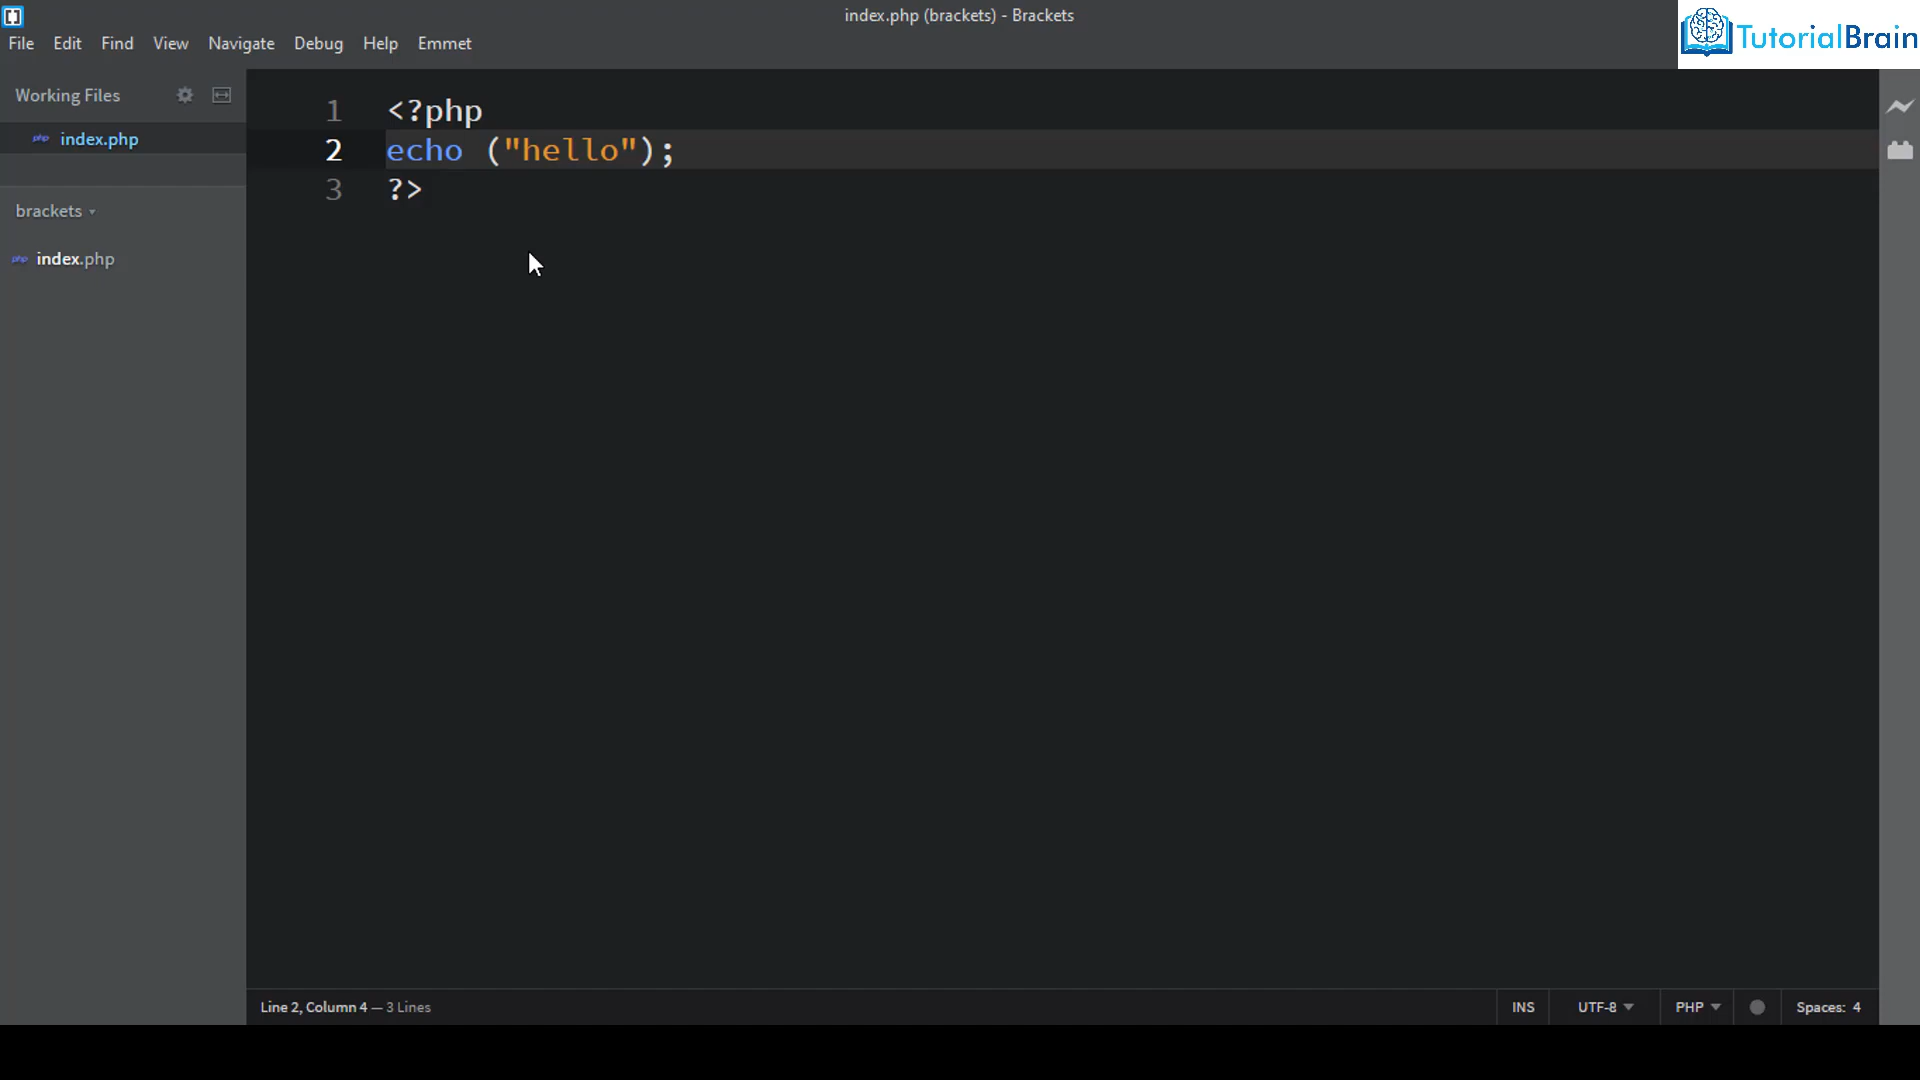 index.php (brackets) - Brackets
TutorialBrain
File Edit Find View Navigate Debug Help Emmet
Working Files
php index.php
brackets
php index.php
1 <?php
2 echo ("hello");
3 ?>
Line 2, Column 4 — 3 Lines
INS UTF-8 PHP Spaces: 4